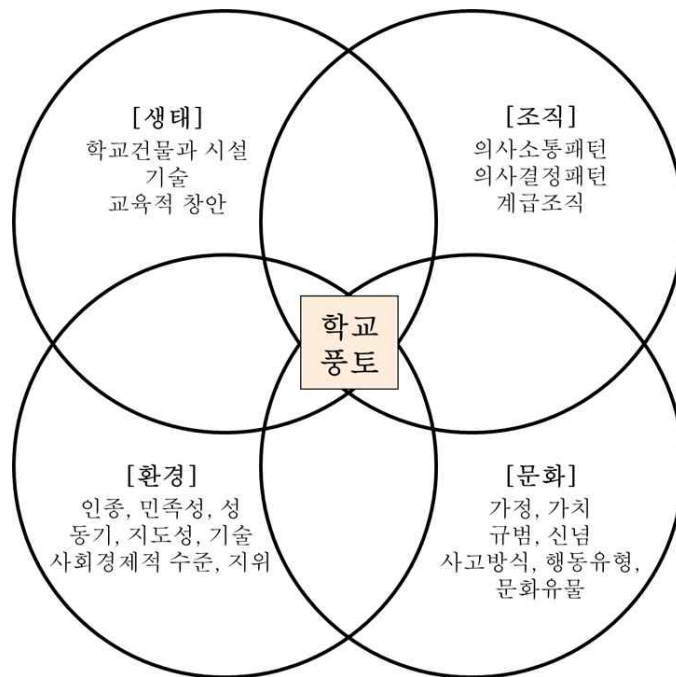 [생태]
학교건물과 시설
기술
교육적 창안
[조직]
의사소통패턴
의사결정패턴
계급조직
학교
풍토
[환경]
인종, 민족성, 성
동기, 지도성, 기술
사회경제적 수준, 지위
[문화]
가정, 가치
규범, 신념
사고방식, 행동유형,
문화유물